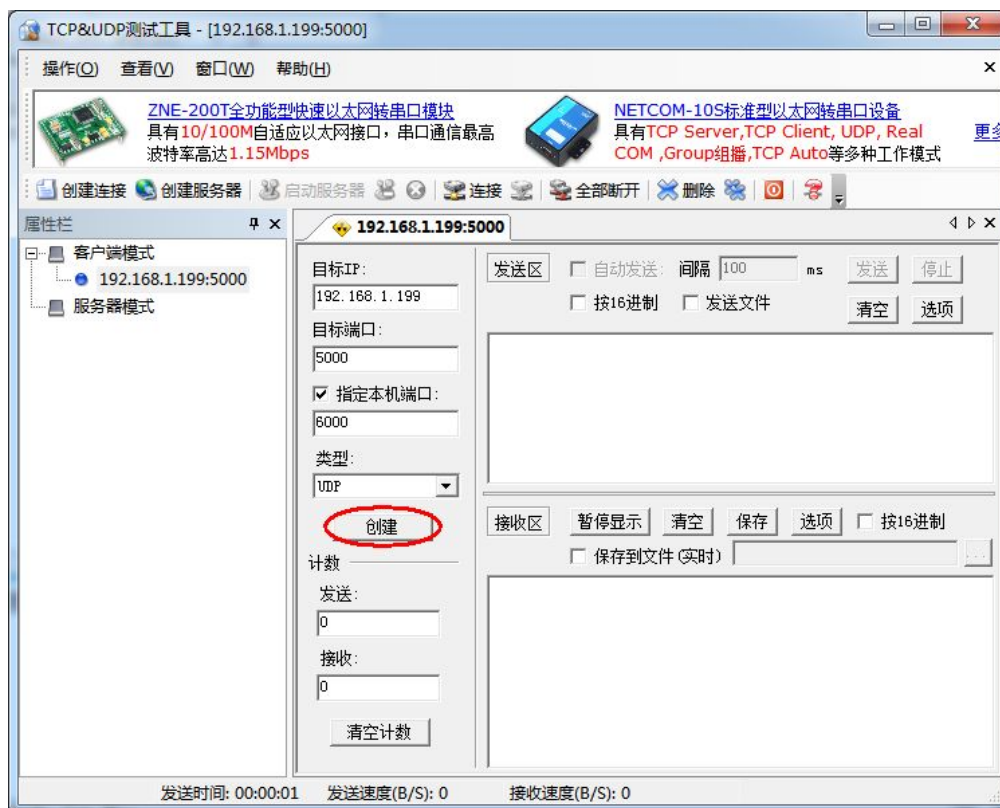 TCP&UDP测试工具 - [192.168.1.199:5000]
操作(O) 查看(V) 窗口(W) 帮助(H)
ZNE-200T全功能型快速以太网转串口模块
具有10/100M自适应以太网接口，串口通信最高
波特率高达1.15Mbps
NETCOM-10S标准型以太网转串口设备
具有TCP Server,TCP Client, UDP, Real
COM ,Group组播,TCP Auto等多种工作模式
创建连接 创建服务器 启动服务器 连接 全部断开 删除
属性栏
客户端模式
192.168.1.199:5000
服务器模式
192.168.1.199:5000
目标IP:
192.168.1.199
目标端口:
5000
指定本机端口:
6000
类型:
UDP
创建
计数
发送:
0
接收:
0
清空计数
发送区 自动发送: 间隔 100 ms 发送 停止
按16进制 发送文件 清空 选项
接收区 暂停显示 清空 保存 选项 按16进制
保存到文件(实时) ...
发送时间: 00:00:01 发送速度(B/S): 0 接收速度(B/S): 0